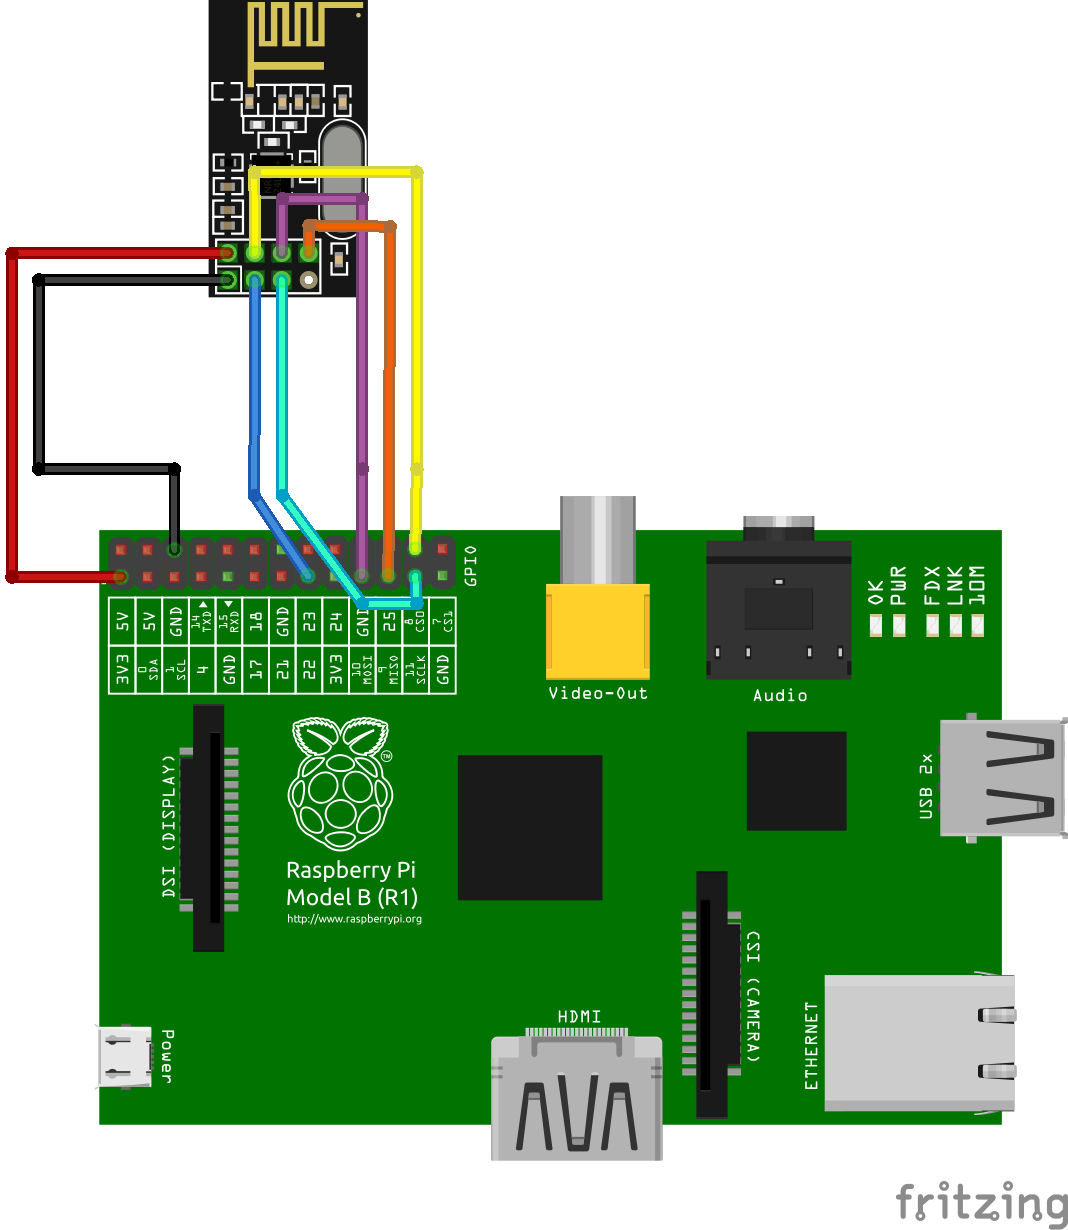 GPIO
5V 5V GND 14 TXD 15 RXD 18 GND 23 24 GND 25 8 CS0 7 CS1
3V3 0 SDA 1 SCL 4 GND 17 21 22 3V3 10 MOSI 9 MISO 11 SCLK GND
OK PWR FDX LNK 10M
Video-Out
Audio
USB 2x
DSI (DISPLAY)
TM
Raspberry Pi
Model B (R1)
http://www.raspberrypi.org
CSI (CAMERA)
ETHERNET
HDMI
Power
fritzing